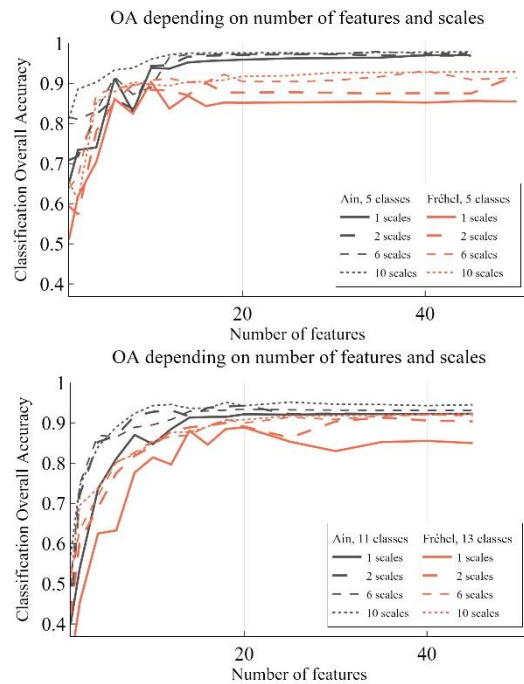 OA depending on number of features and scales
Classification Overall Accuracy
1
0.9
0.8
0.7
0.6
0.5
0.4
Ain, 5 classes Fréhel, 5 classes
1 scales 1 scales
2 scales 2 scales
6 scales 6 scales
10 scales 10 scales
20 40
Number of features
OA depending on number of features and scales
Classification Overall Accuracy
1
0.9
0.8
0.7
0.6
0.5
0.4
Ain, 11 classes Fréhel, 13 classes
1 scales 1 scales
2 scales 2 scales
6 scales 6 scales
10 scales 10 scales
20 40
Number of features